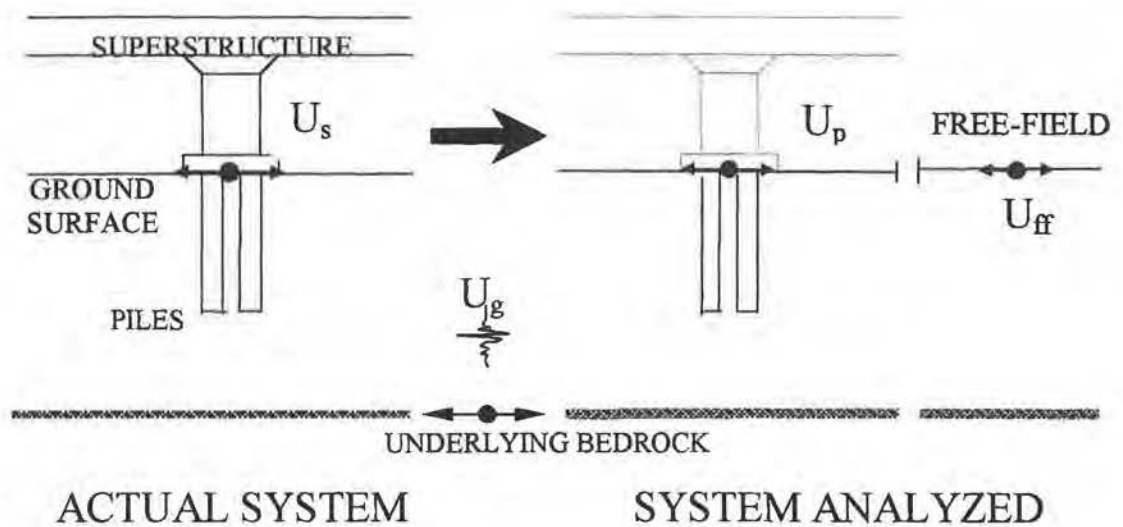 SUPERSTRUCTURE
U_s
U_p
FREE-FIELD
GROUND
SURFACE
U_ff
PILES
U_g
UNDERLYING BEDROCK
ACTUAL SYSTEM
SYSTEM ANALYZED